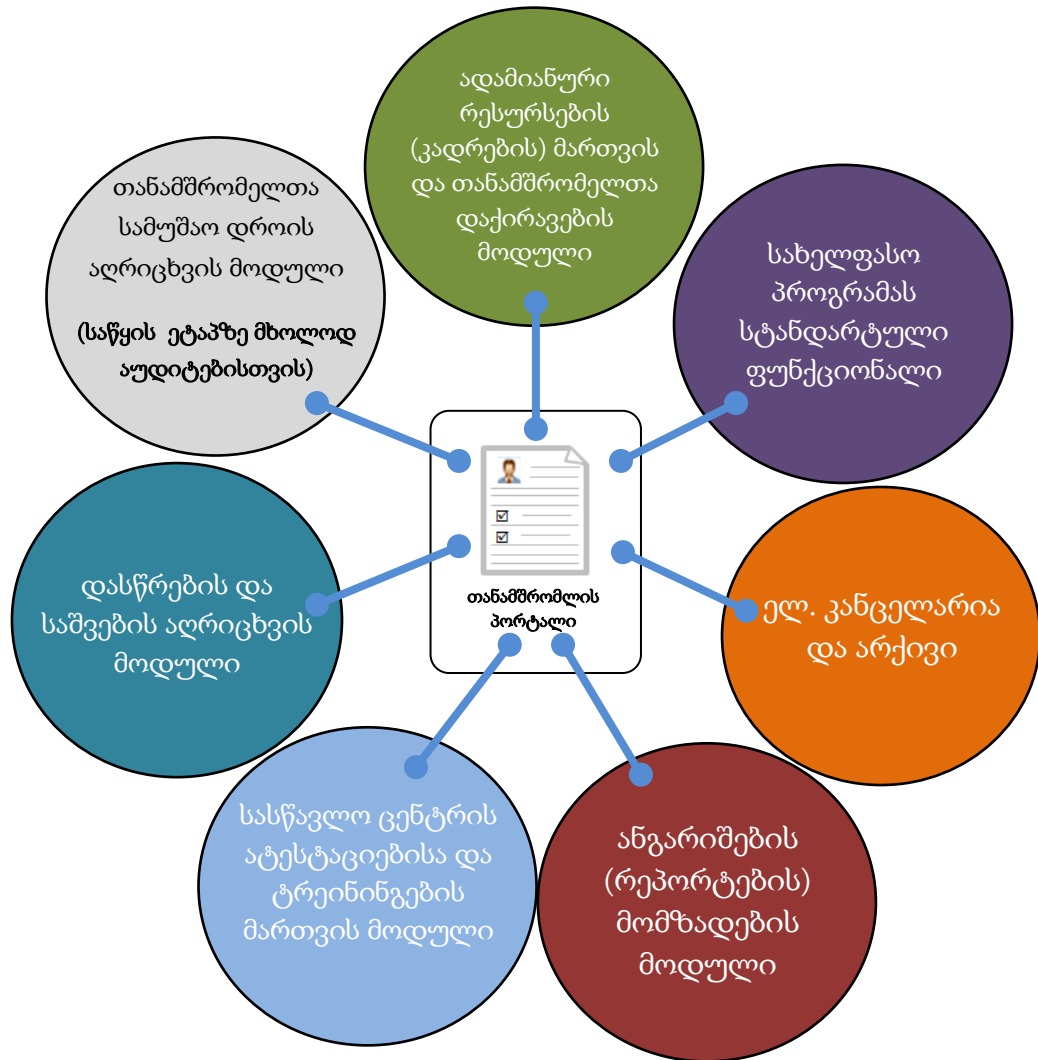 ადამიანური
რესურსების
(კადრების) მართვის
და თანამშრომელთა
დაქირავების
მოდული
თანამშრომელთა
სამუშაო დროის
აღრიცხვის მოდული
(საწყის ეტაპზე მხოლოდ
აუდიტებისთვის)
სახელფასო
პროგრამას
სტანდარტული
ფუნქციონალი
თანამშრომლის
პორტალი
დასწრების და
საშვების აღრიცხვის
მოდული
ელ. კანცელარია
და არქივი
სასწავლო ცენტრის
ატესტაციებისა და
ტრეინინგების
მართვის მოდული
ანგარიშების
(რეპორტების)
მომზადების
მოდული